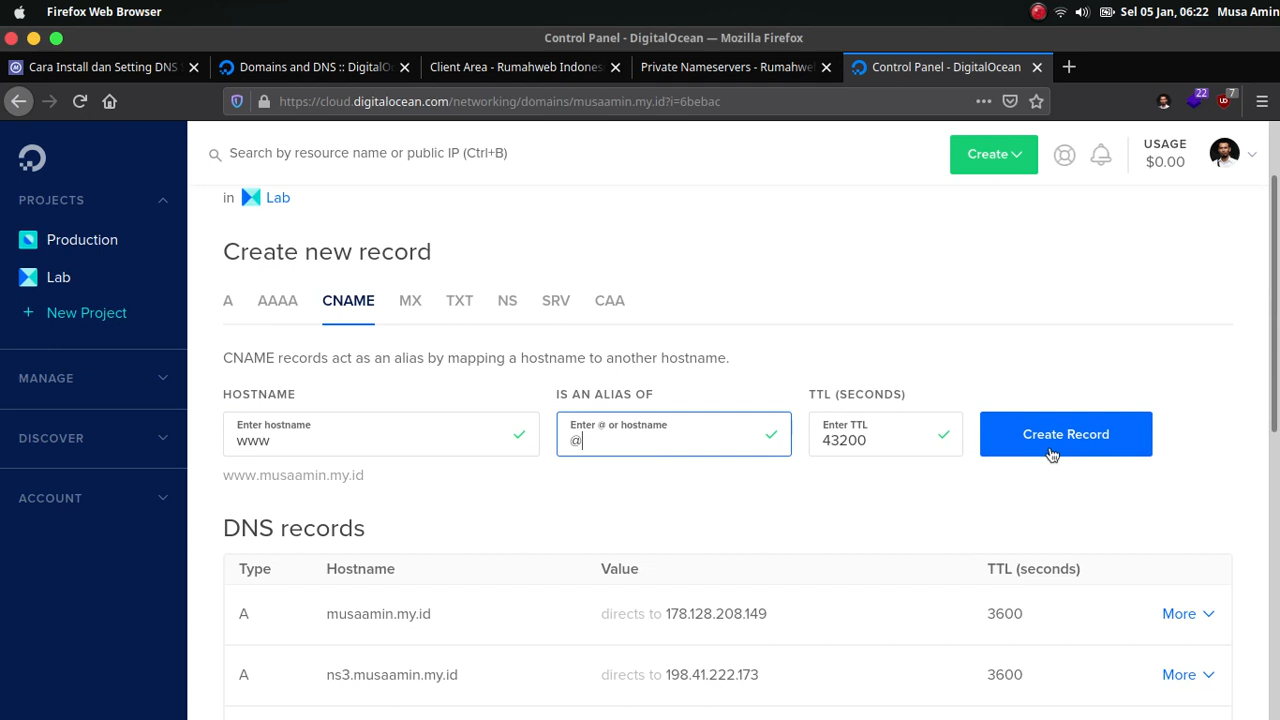 Firefox Web Browser
Sel 05 Jan, 06:22 Musa Amin
Control Panel - DigitalOcean — Mozilla Firefox
Cara Install dan Setting DNS
Domains and DNS :: DigitalO
Client Area - Rumahweb Indones
Private Nameservers - Rumahwe
Control Panel - DigitalOcean
https://cloud.digitalocean.com/networking/domains/musaamin.my.id?i=6bebac
22
7
Search by resource name or public IP (Ctrl+B)
Create
USAGE
$0.00
PROJECTS
Production
Lab
+ New Project
MANAGE
DISCOVER
ACCOUNT
in Lab
Create new record
A AAAA CNAME MX TXT NS SRV CAA
CNAME records act as an alias by mapping a hostname to another hostname.
HOSTNAME IS AN ALIAS OF TTL (SECONDS)
Enter hostname Enter @ or hostname Enter TTL
www @ 43200
Create Record
www.musaamin.my.id
DNS records
Type Hostname Value TTL (seconds)
A musaamin.my.id directs to 178.128.208.149 3600 More
A ns3.musaamin.my.id directs to 198.41.222.173 3600 More